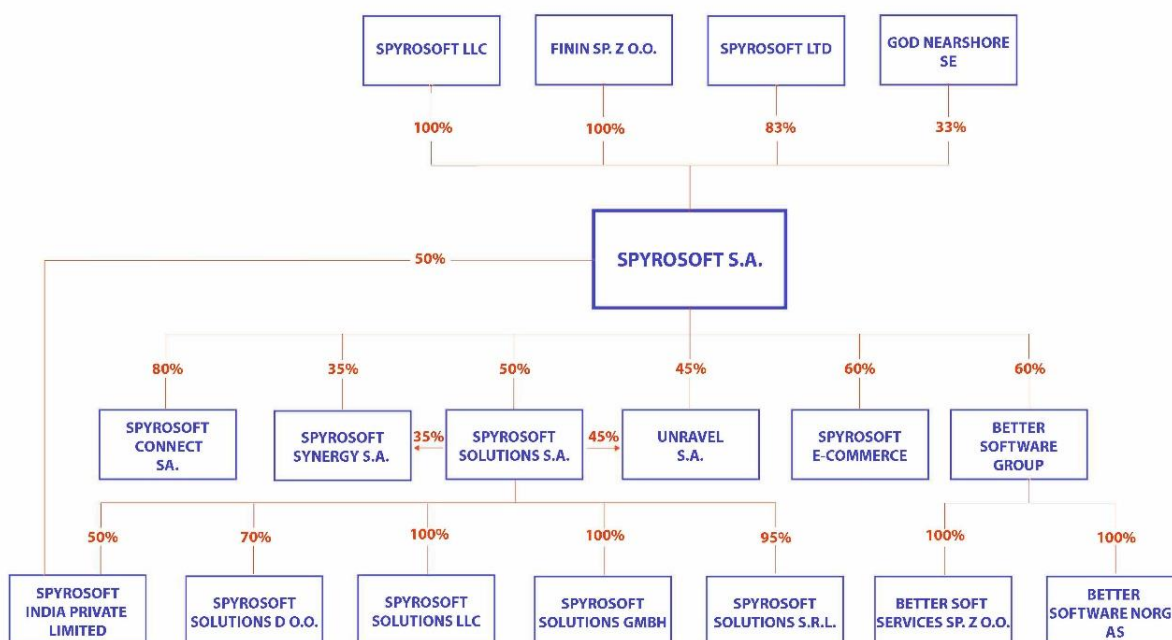 SPYROSOFT LLC
FININ SP. Z O.O.
SPYROSOFT LTD
GOD NEARSHORE
SE
100%
100%
83%
33%
SPYROSOFT S.A.
50%
80%
35%
50%
45%
60%
60%
SPYROSOFT
CONNECT
SA.
SPYROSOFT
SYNERGY S.A.
35%
SPYROSOFT
SOLUTIONS S.A.
45%
UNRAVEL
S.A.
SPYROSOFT
E-COMMERCE
BETTER
SOFTWARE
GROUP
50%
70%
100%
100%
95%
100%
100%
SPYROSOFT
INDIA PRIVATE
LIMITED
SPYROSOFT
SOLUTIONS D O.O.
SPYROSOFT
SOLUTIONS LLC
SPYROSOFT
SOLUTIONS GMBH
SPYROSOFT
SOLUTIONS S.R.L.
BETTER SOFT
SERVICES SP. Z O.O.
BETTER
SOFTWARE NORG
AS